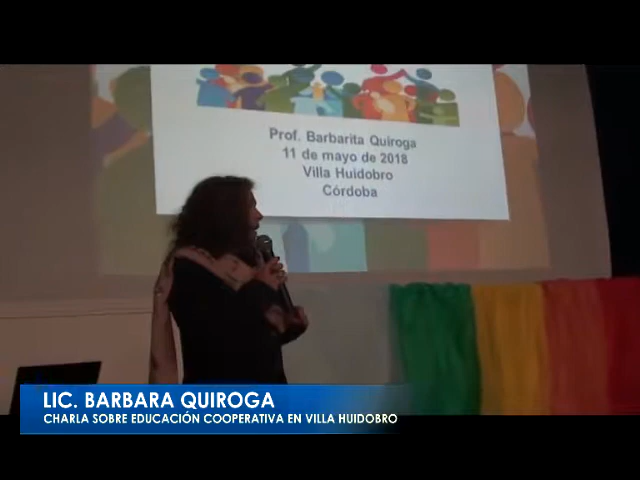 Prof. Barbarita Quiroga
11 de mayo de 2018
Villa Huidobro
Córdoba
LIC. BARBARA QUIROGA
CHARLA SOBRE EDUCACIÓN COOPERATIVA EN VILLA HUIDOBRO